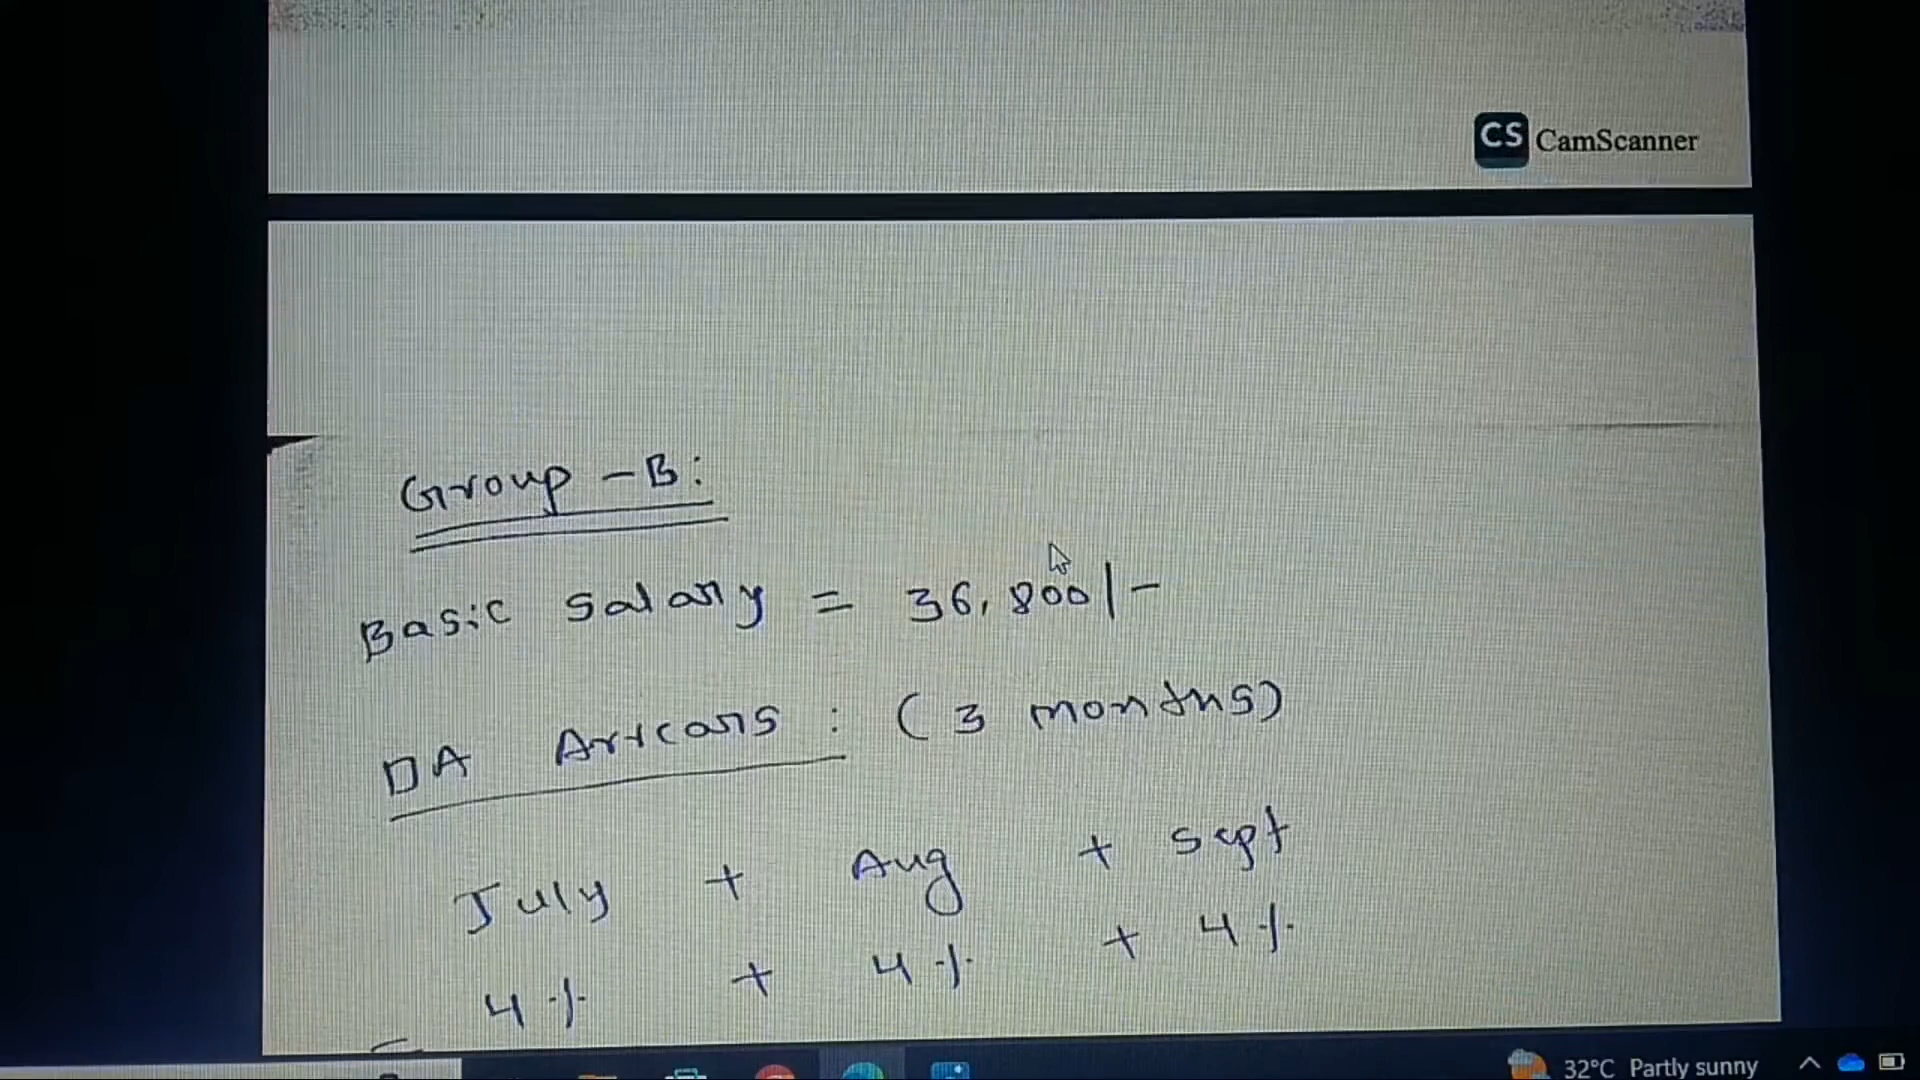 CS CamScanner
Group - B:
Basic Salary = 36,800/-
DA Arrears : (3 months)
July + Aug + Sept
= 4% + 4% + 4%
32°C Partly sunny